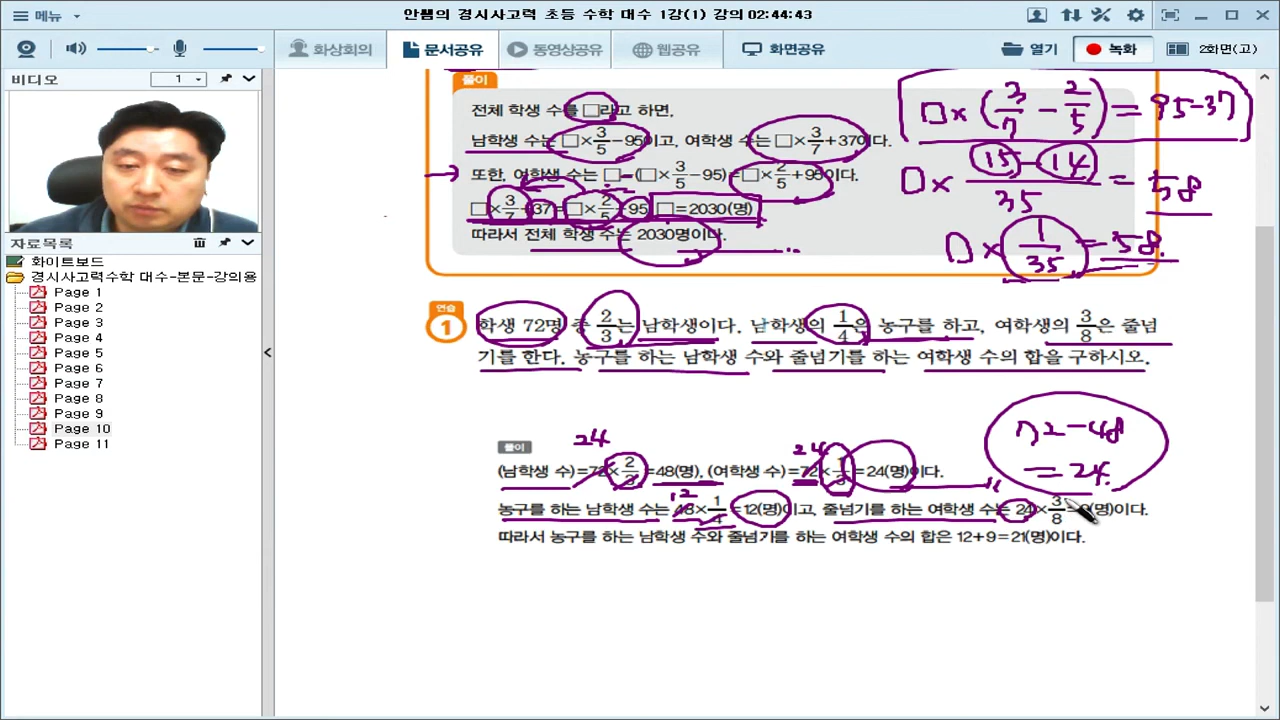 안쌤의 경시사고력 초등 수학 대수 1강(1) 강의 02:44:43
메뉴
화상회의 문서공유 동영상공유 웹공유 화면공유 열기 녹화 2화면(고)
비디오 1
자료목록
화이트보드
경시사고력수학 대수-본문-강의용
Page 1
Page 2
Page 3
Page 4
Page 5
Page 6
Page 7
Page 8
Page 9
Page 10
Page 11
풀이
전체 학생 수를 □라고 하면,
남학생 수는 □×3/5-95이고, 여학생 수는 □×3/7+37이다.
또한, 여학생 수는 □-(□×3/5-95)=□×2/5+95이다.
□×3/7+37=□×2/5+95, □=2030(명)
따라서 전체 학생 수는 2030명이다.
□×(3/7-2/5)=95-37
□×15-14/35=58
□×1/35=58.
연습 1
학생 72명 중 2/3는 남학생이다. 남학생의 1/4은 농구를 하고, 여학생의 3/8은 줄넘
기를 한다. 농구를 하는 남학생 수와 줄넘기를 하는 여학생 수의 합을 구하시오.
72-48
=24.
풀이
24 24
(남학생 수)=72×2/3=48(명), (여학생 수)=72×1/3=24(명)이다.
12
농구를 하는 남학생 수는 48×1/4=12(명)이고, 줄넘기를 하는 여학생 수는 24×3/8=9(명)이다.
따라서 농구를 하는 남학생 수와 줄넘기를 하는 여학생 수의 합은 12+9=21(명)이다.